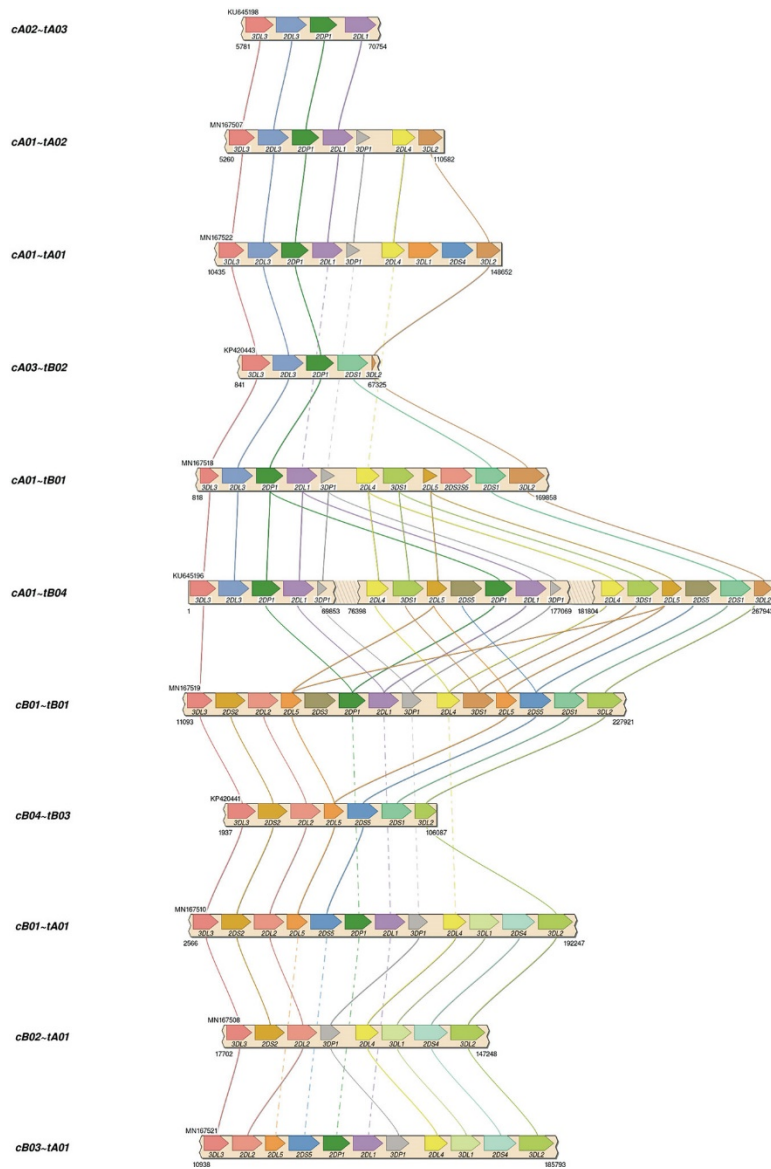 cA02~tA03
KU645198
3DL3 2DL3 2DP1 2DL1
5781 70754
cA01~tA02
MN167507
3DL3 2DL3 2DP1 2DL1 3DP1 2DL4 3DL2
5260 110582
cA01~tA01
MN167522
3DL3 2DL3 2DP1 2DL1 3DP1 2DL4 3DL1 2DS4 3DL2
10435 148652
cA03~tB02
KP420443
3DL3 2DL3 2DP1 2DS1 3DL2
841 67325
cA01~tB01
MN167518
3DL3 2DL3 2DP1 2DL1 3DP1 2DL4 3DS1 2DL5 2DS3S5 2DS1 3DL2
818 169858
cA01~tB04
KU645196
3DL3 2DL3 2DP1 2DL1 3DP1 2DL4 3DS1 2DL5 2DS5 2DP1 2DL1 3DP1 2DL4 3DS1 2DL5 2DS5 2DS1 3DL2
1 69853 76398 177069 181804 267942
cB01~tB01
MN167519
3DL3 2DS2 2DL2 2DL5 2DS3 2DP1 2DL1 3DP1 2DL4 3DS1 2DL5 2DS5 2DS1 3DL2
11093 227921
cB04~tB03
KP420441
3DL3 2DS2 2DL2 2DL5 2DS5 2DS1 3DL2
1937 106087
cB01~tA01
MN167510
3DL3 2DS2 2DL2 2DL5 2DS5 2DP1 2DL1 3DP1 2DL4 3DL1 2DS4 3DL2
2566 192247
cB02~tA01
MN167508
3DL3 2DS2 2DL2 3DP1 2DL4 3DL1 2DS4 3DL2
17702 147248
cB03~tA01
MN167521
3DL3 2DL2 2DL5 2DS5 2DP1 2DL1 3DP1 2DL4 3DL1 2DS4 3DL2
10938 185793